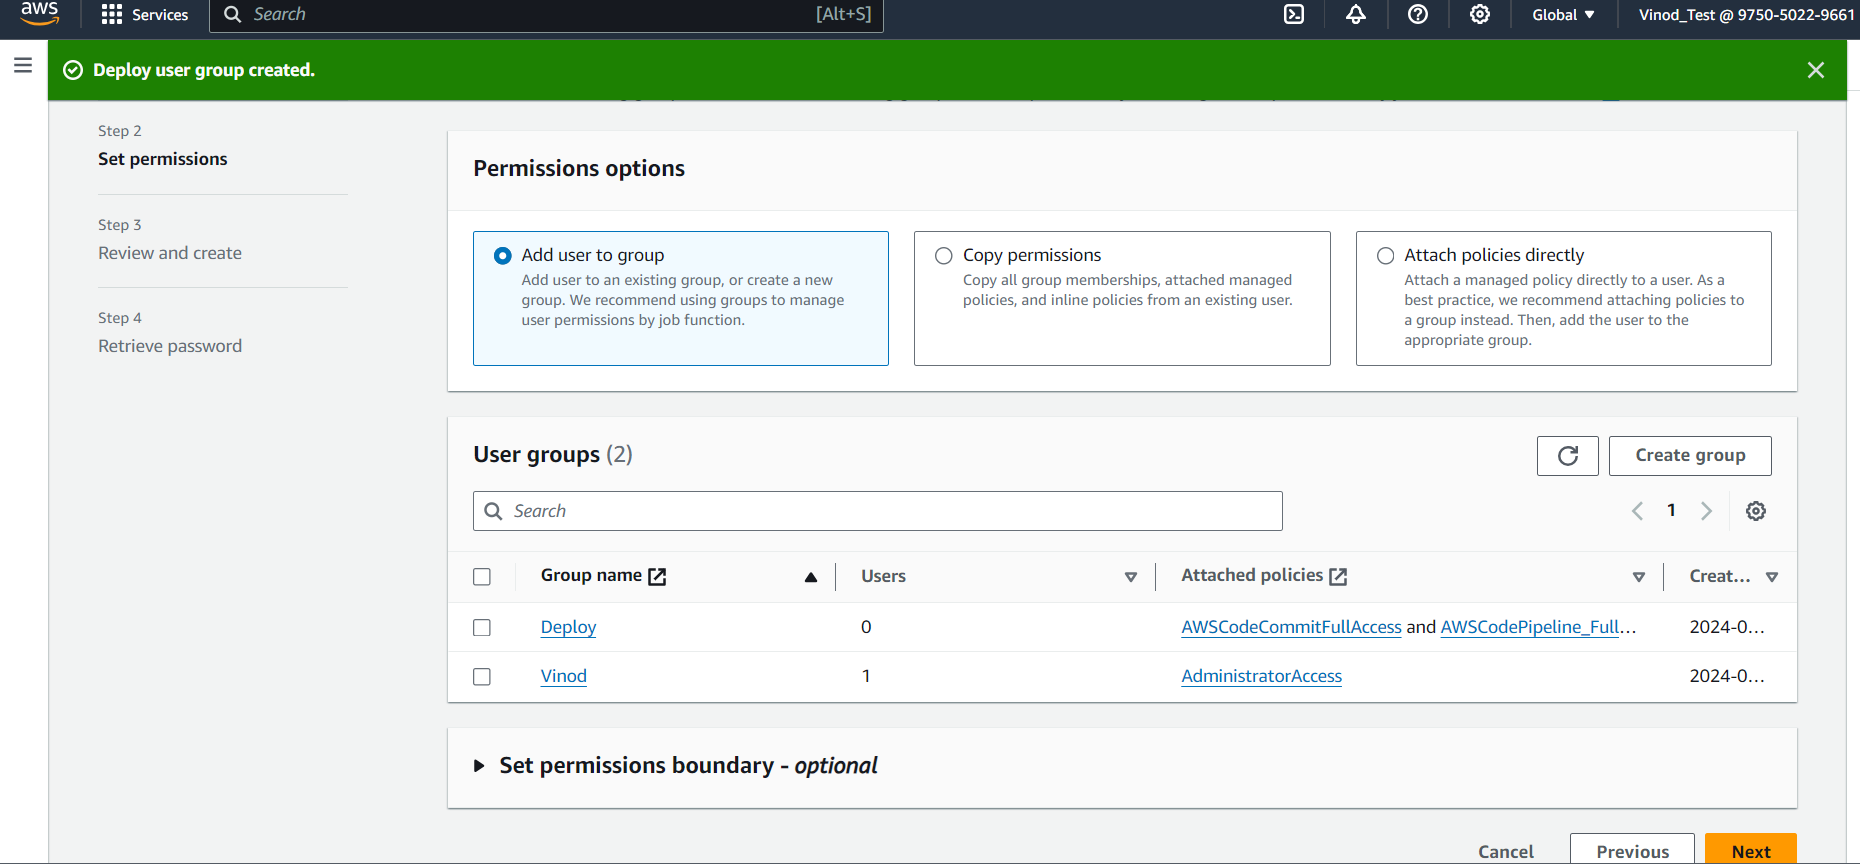 aws
Services
Search
[Alt+S]
Global
Vinod_Test @ 9750-5022-9661
Deploy user group created.
Step 2
Set permissions
Step 3
Review and create
Step 4
Retrieve password
Permissions options
Add user to group
Add user to an existing group, or create a new
group. We recommend using groups to manage
user permissions by job function.
Copy permissions
Copy all group memberships, attached managed
policies, and inline policies from an existing user.
Attach policies directly
Attach a managed policy directly to a user. As a
best practice, we recommend attaching policies to
a group instead. Then, add the user to the
appropriate group.
User groups (2)
Create group
Search
1
Group name
Users
Attached policies
Creat...
Deploy
0
AWSCodeCommitFullAccess and AWSCodePipeline_Full...
2024-0...
Vinod
1
AdministratorAccess
2024-0...
Set permissions boundary - optional
Cancel
Previous
Next